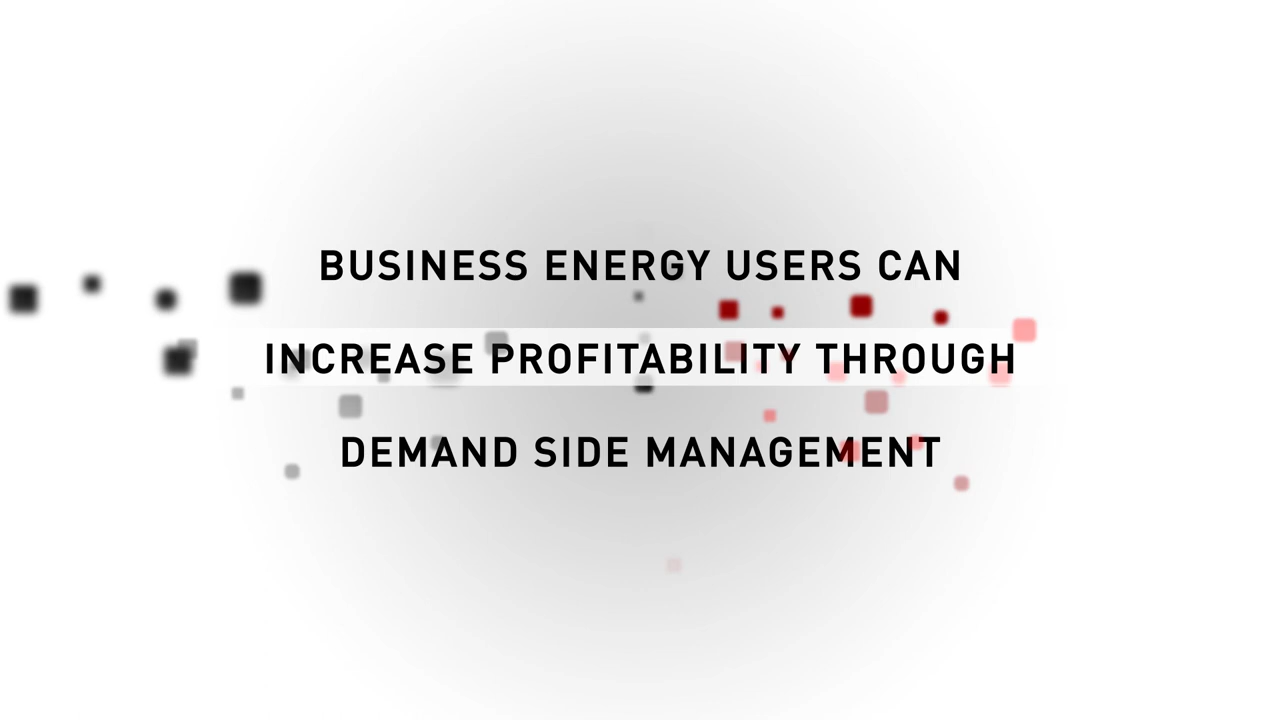 BUSINESS ENERGY USERS CAN
INCREASE PROFITABILITY THROUGH
DEMAND SIDE MANAGEMENT